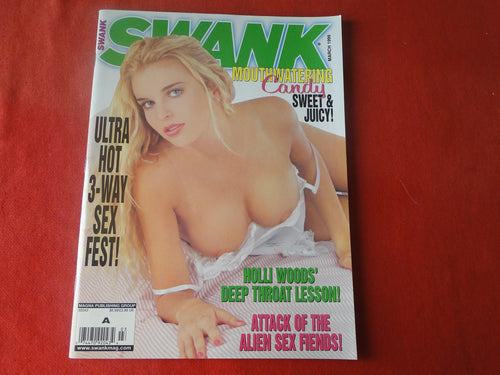 SWANK
SWANK
MARCH 1999
MOUTHWATERING
Candy
SWEET &
JUICY!
ULTRA
HOT
3-WAY
SEX
FEST!
HOLLI WOODS'
DEEP THROAT LESSON!
ATTACK OF THE
ALIEN SEX FIENDS!
MAGNA PUBLISHING GROUP
A
www.swankmag.com